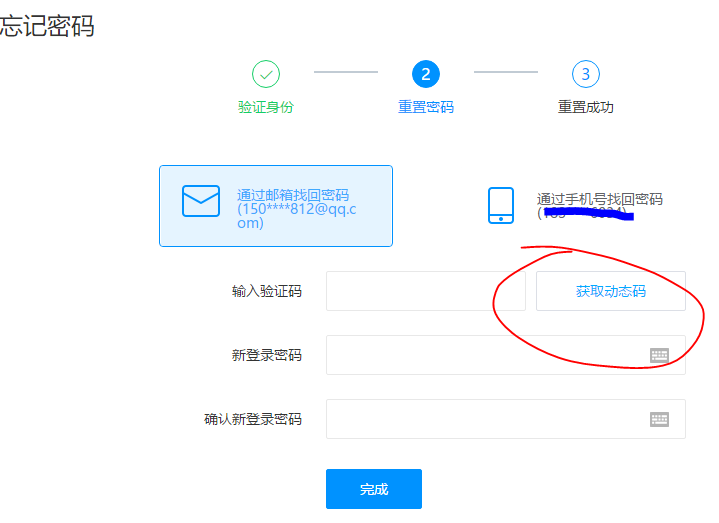 忘记密码
2
3
验证身份
重置密码
重置成功
通过邮箱找回密码
(150****812@qq.c
om)
通过手机号找回密码
输入验证码
获取动态码
新登录密码
确认新登录密码
完成